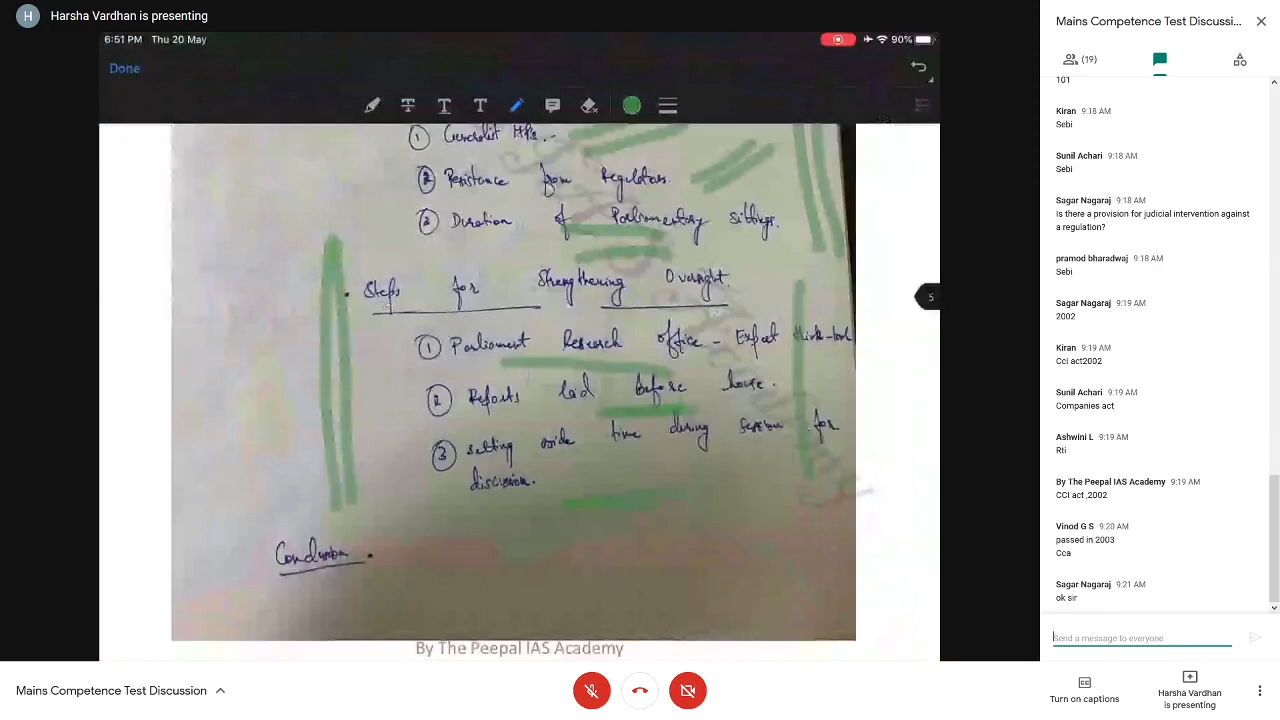 H
Harsha Vardhan is presenting
6:51 PM Thu 20 May
90%
Done
T
T
T
①
② Resistance from Regulators.
③ Duration of Parliamentary sittings.
Steps for Strengthening Oversight.
① Parliament Research office - Expert think-tank
② Reports laid before house.
③ setting aside time during session for
discussion.
Conclusion
By The Peepal IAS Academy
5
Mains Competence Test Discussi...
(19)
101
Kiran 9:18 AM
Sebi
Sunil Achari 9:18 AM
Sebi
Sagar Nagaraj 9:18 AM
Is there a provision for judicial intervention against
a regulation?
pramod bharadwaj 9:18 AM
Sebi
Sagar Nagaraj 9:19 AM
2002
Kiran 9:19 AM
Cci act2002
Sunil Achari 9:19 AM
Companies act
Ashwini L 9:19 AM
Rti
By The Peepal IAS Academy 9:19 AM
CCI act ,2002
Vinod G S 9:20 AM
passed in 2003
Cca
Sagar Nagaraj 9:21 AM
ok sir
Send a message to everyone
Mains Competence Test Discussion
Turn on captions
Harsha Vardhan
is presenting